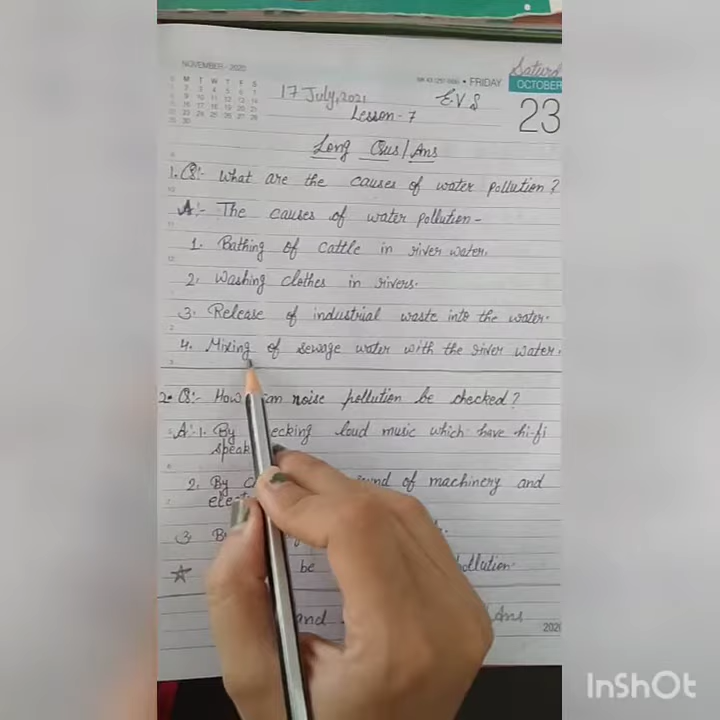 NOVEMBER - 2020
FRIDAY
Saturd
OCTOBER
S M T W T F S
17 July, 2021
E.V.S
23
Lesson - 7
Long Qus/Ans
1. Q:- What are the causes of water pollution?
A:- The causes of water pollution -
1. Bathing of cattle in river water.
2. Washing clothes in rivers.
3. Release of industrial waste into the water.
4. Mixing of sewage water with the river water.
2. Q:- How can noise pollution be checked?
A:- 1. By checking loud music which have hi-fi
speak
2. By of machinery and
elect
3 B
be pollution.
and Ans
2020
InShOt